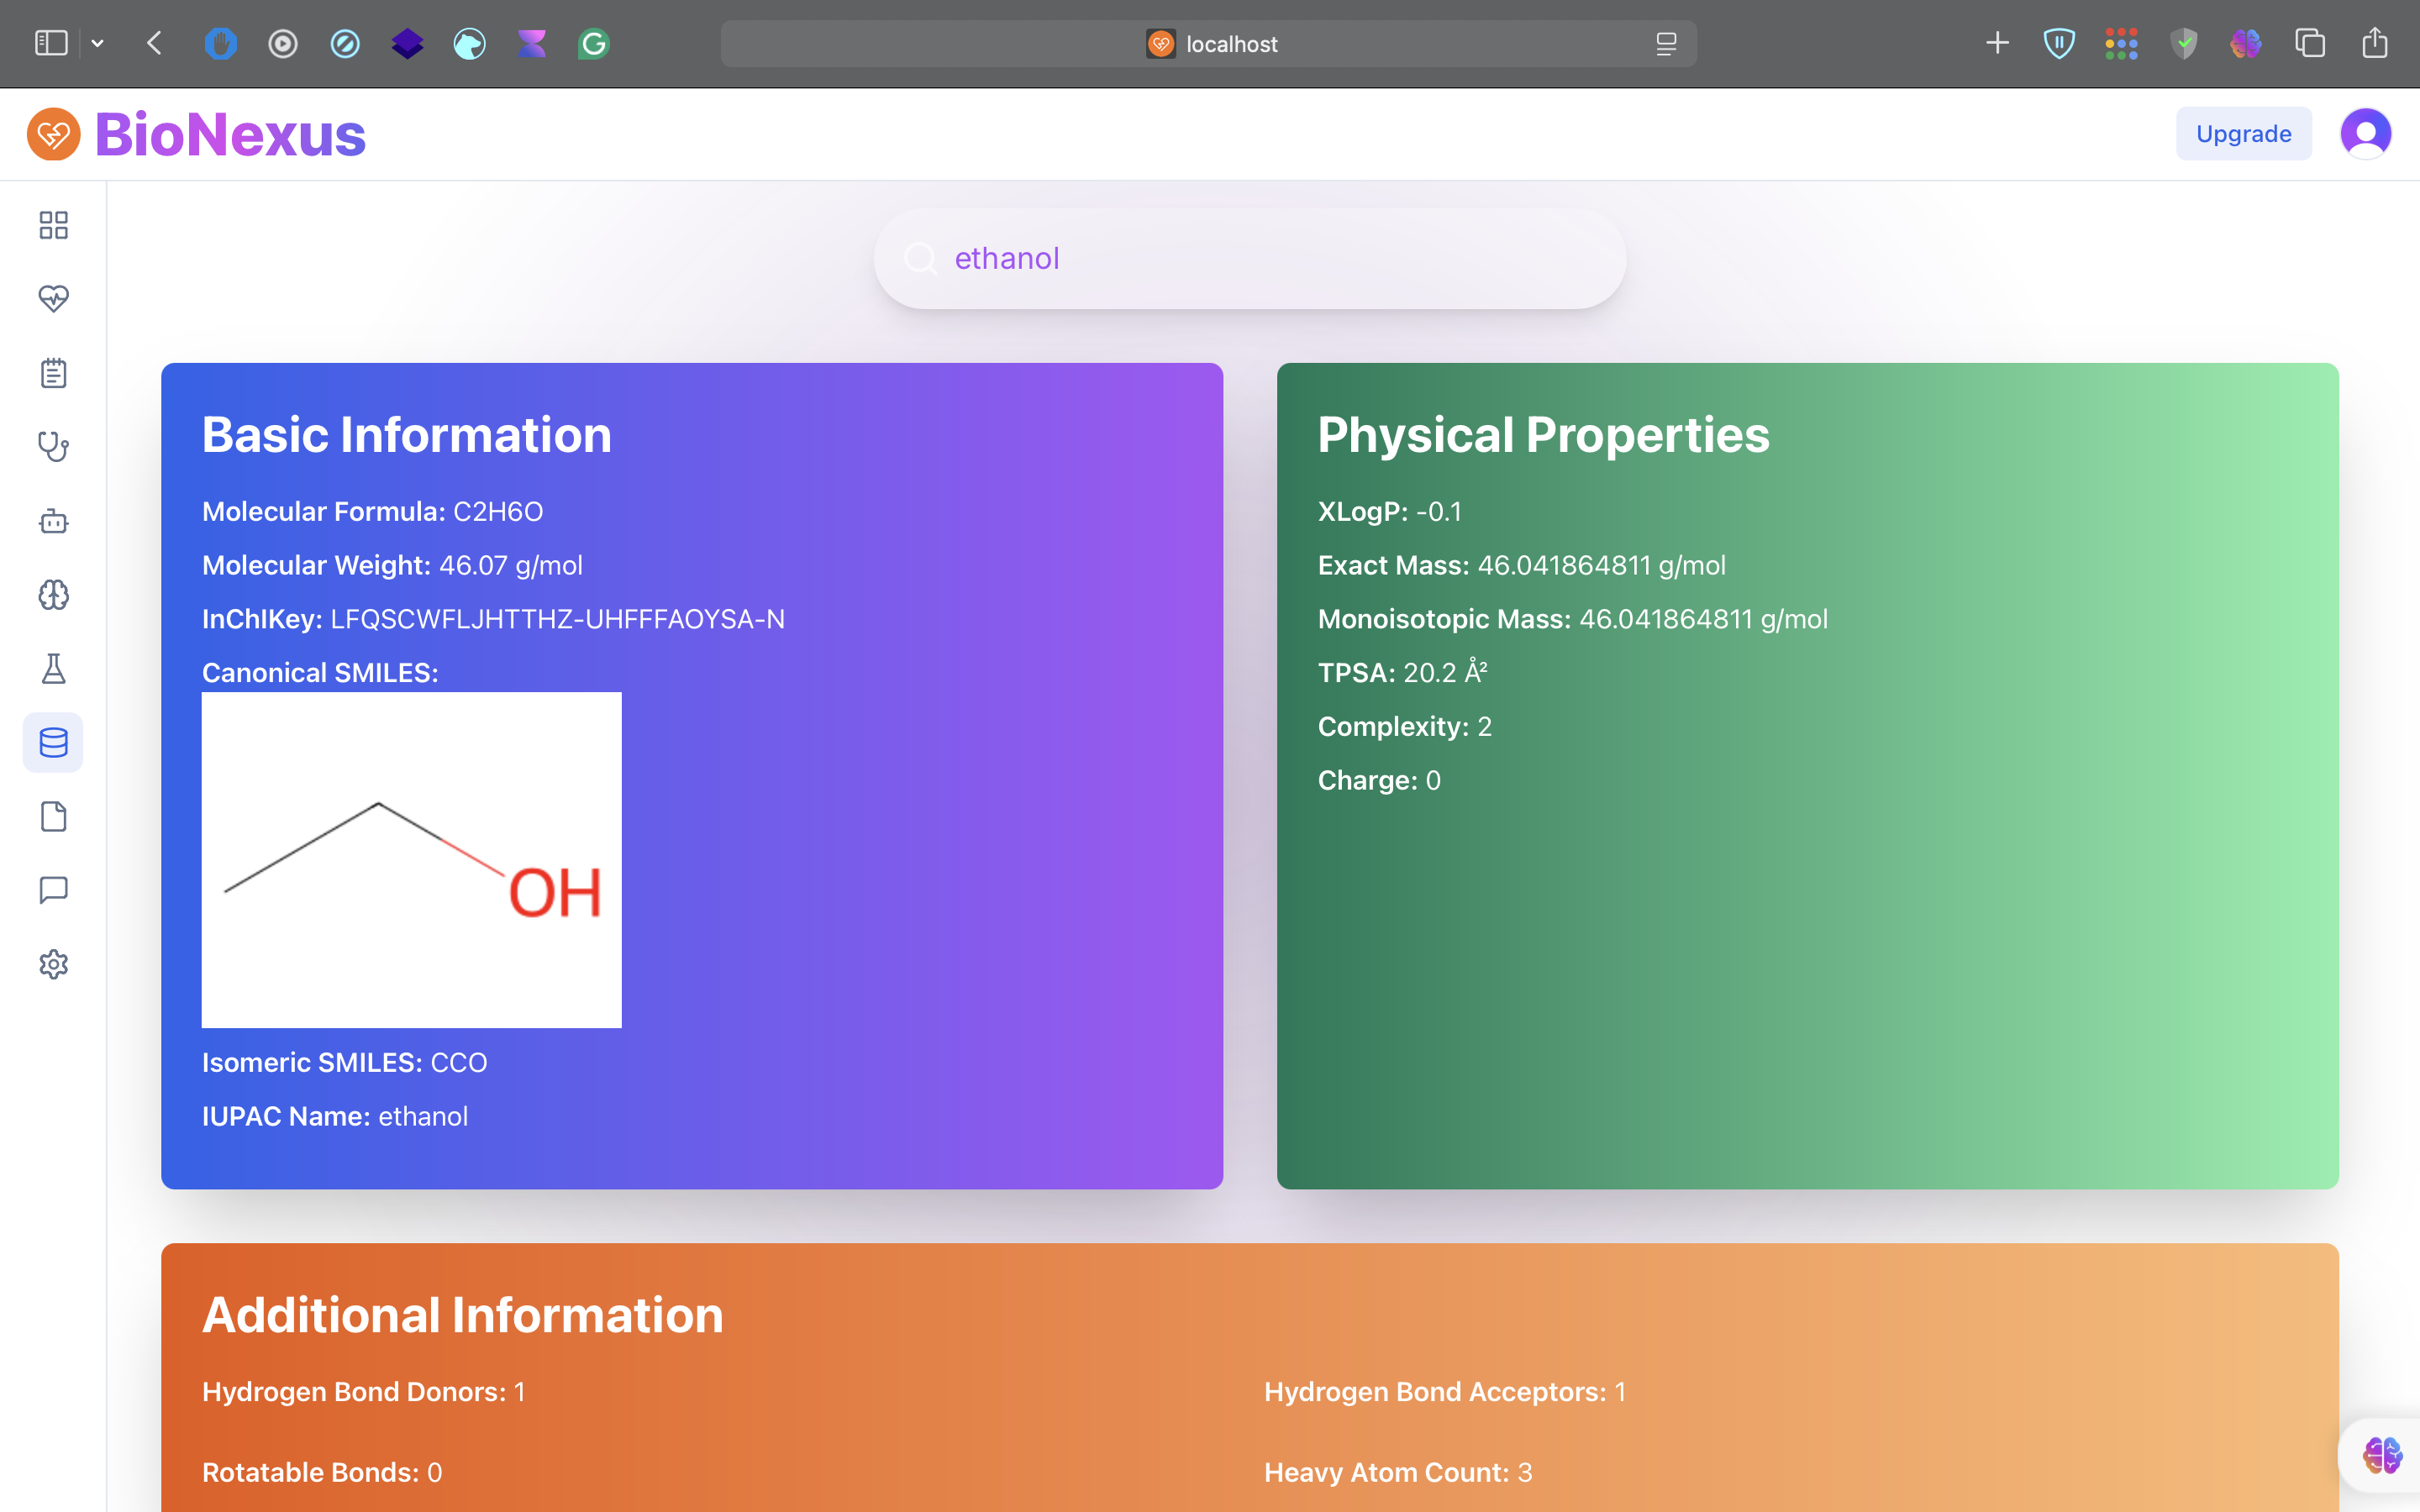 localhost
BioNexus
Upgrade
ethanol
Basic Information
Molecular Formula: C2H6O
Molecular Weight: 46.07 g/mol
InChIKey: LFQSCWFLJHTTHZ-UHFFFAOYSA-N
Canonical SMILES:
OH
Isomeric SMILES: CCO
IUPAC Name: ethanol
Physical Properties
XLogP: -0.1
Exact Mass: 46.041864811 g/mol
Monoisotopic Mass: 46.041864811 g/mol
TPSA: 20.2 Å²
Complexity: 2
Charge: 0
Additional Information
Hydrogen Bond Donors: 1
Hydrogen Bond Acceptors: 1
Rotatable Bonds: 0
Heavy Atom Count: 3